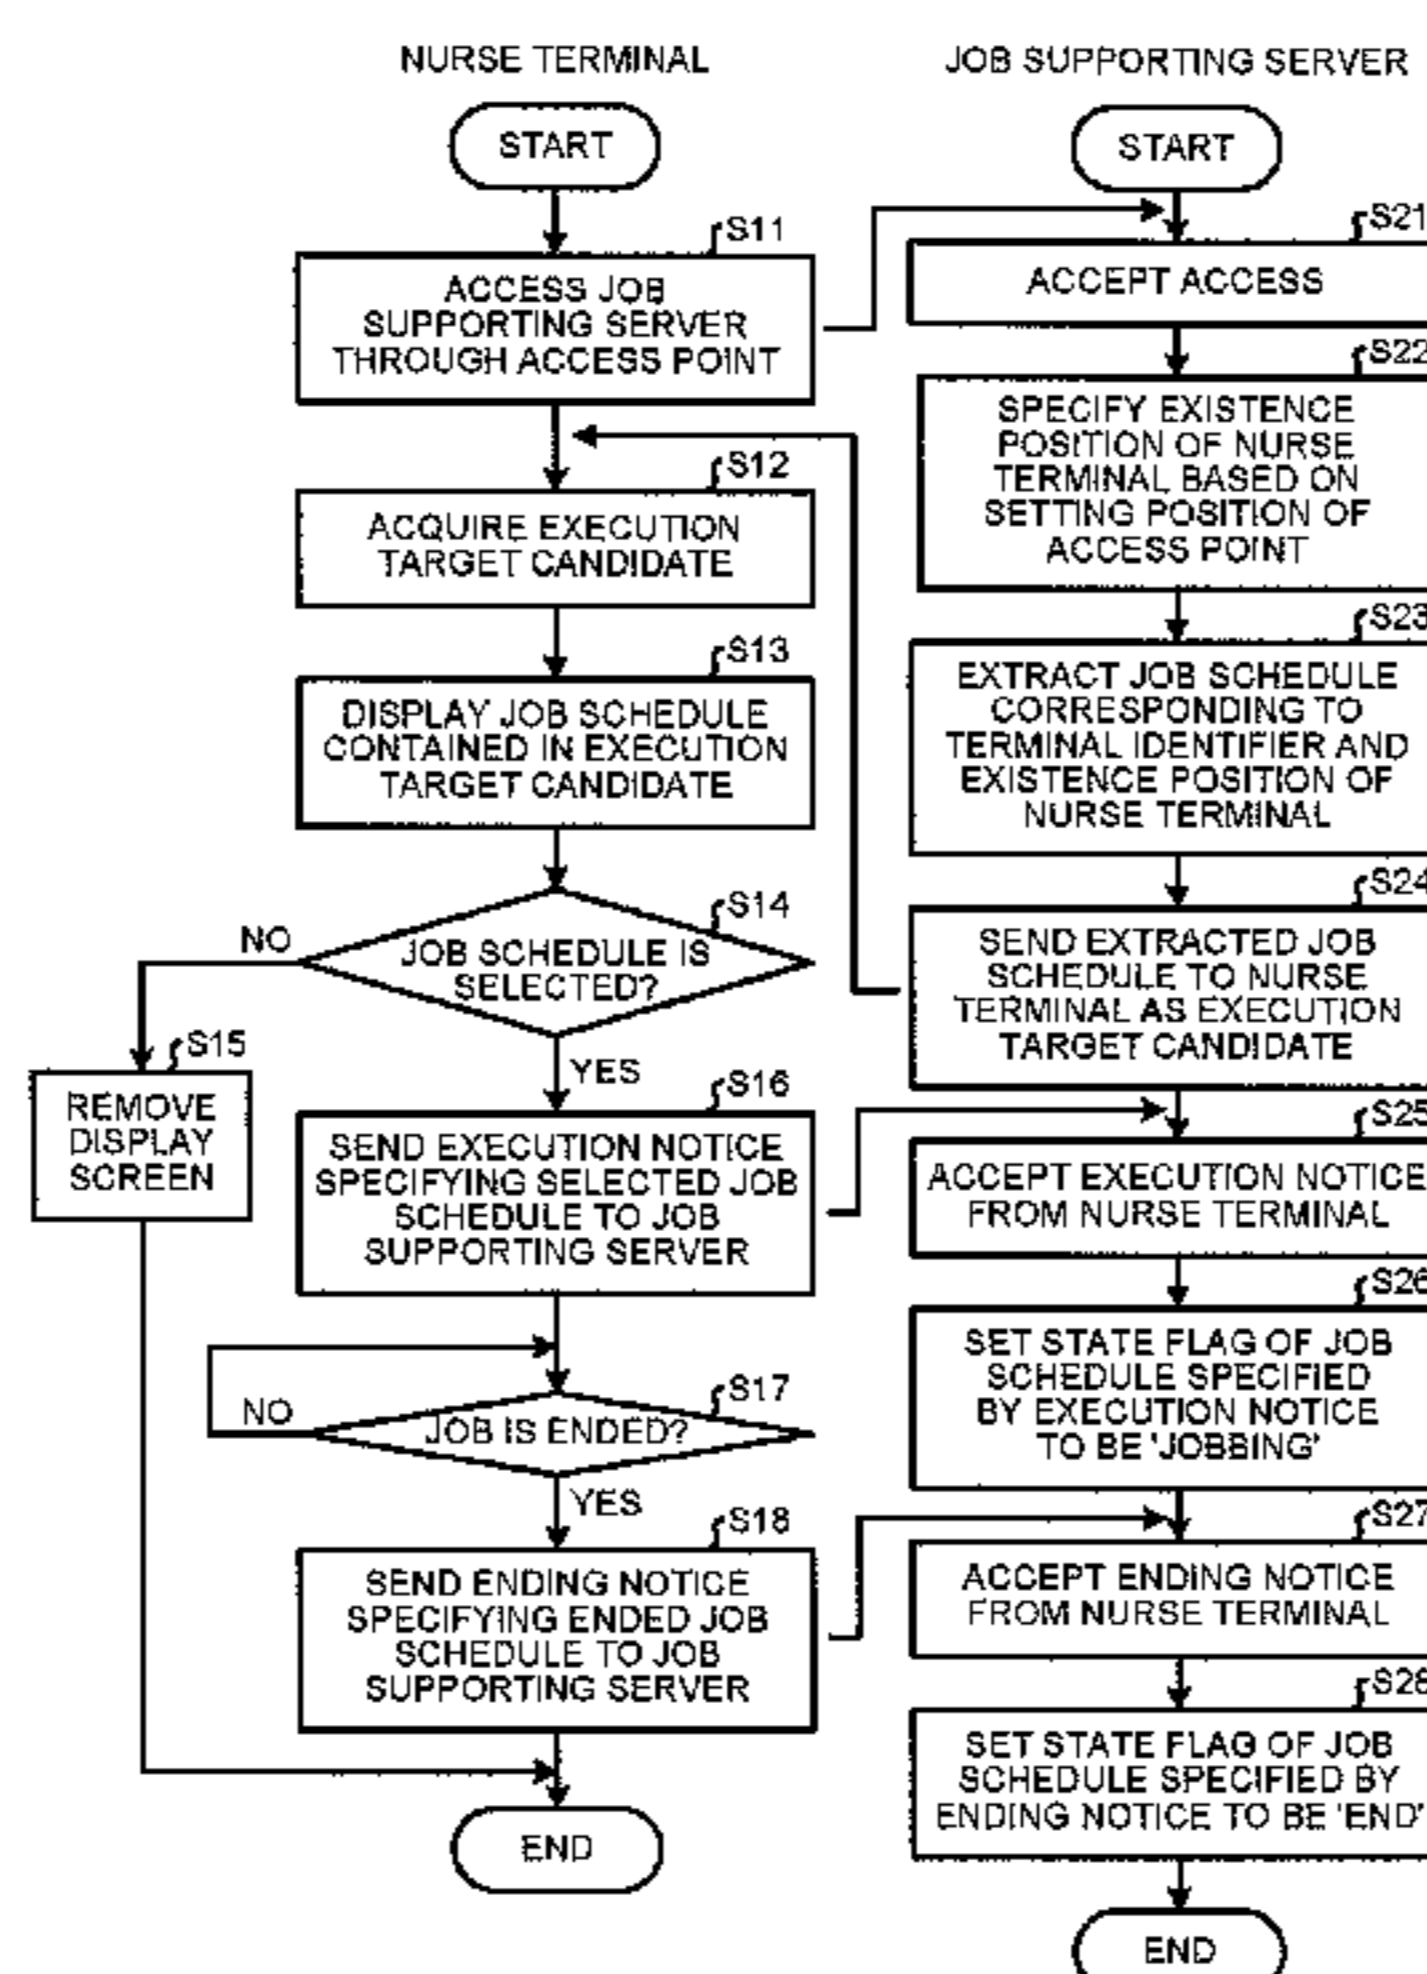 NURSE TERMINAL
START
S11
ACCESS JOB
SUPPORTING SERVER
THROUGH ACCESS POINT
S12
ACQUIRE EXECUTION
TARGET CANDIDATE
S13
DISPLAY JOB SCHEDULE
CONTAINED IN EXECUTION
TARGET CANDIDATE
S14
JOB SCHEDULE IS
SELECTED?
NO
YES
S15
REMOVE
DISPLAY
SCREEN
S16
SEND EXECUTION NOTICE
SPECIFYING SELECTED JOB
SCHEDULE TO JOB
SUPPORTING SERVER
S17
JOB IS ENDED?
NO
YES
S18
SEND ENDING NOTICE
SPECIFYING ENDED JOB
SCHEDULE TO JOB
SUPPORTING SERVER
END
JOB SUPPORTING SERVER
START
S21
ACCEPT ACCESS
S22
SPECIFY EXISTENCE
POSITION OF NURSE
TERMINAL BASED ON
SETTING POSITION OF
ACCESS POINT
S23
EXTRACT JOB SCHEDULE
CORRESPONDING TO
TERMINAL IDENTIFIER AND
EXISTENCE POSITION OF
NURSE TERMINAL
S24
SEND EXTRACTED JOB
SCHEDULE TO NURSE
TERMINAL AS EXECUTION
TARGET CANDIDATE
S25
ACCEPT EXECUTION NOTICE
FROM NURSE TERMINAL
S26
SET STATE FLAG OF JOB
SCHEDULE SPECIFIED
BY EXECUTION NOTICE
TO BE 'JOBBING'
S27
ACCEPT ENDING NOTICE
FROM NURSE TERMINAL
S28
SET STATE FLAG OF JOB
SCHEDULE SPECIFIED BY
ENDING NOTICE TO BE 'END'
END